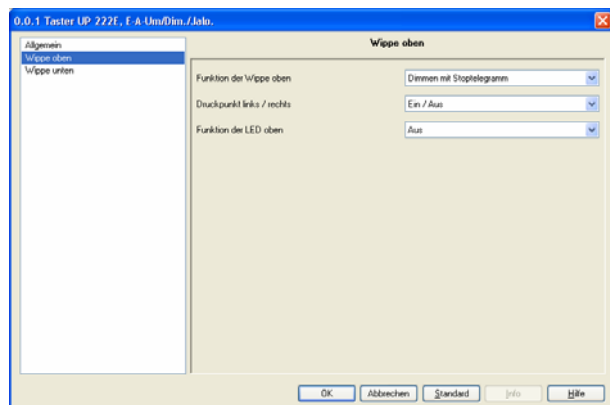 0.0.1 Taster UP 222E, E-A-Um/Dim./Jalo.
Allgemein
Wippe oben
Wippe unten
Wippe oben
Funktion der Wippe oben
Dimmen mit Stoptelegramm
Druckpunkt links / rechts
Ein / Aus
Funktion der LED oben
Aus
OK
Abbrechen
Standard
Info
Hilfe